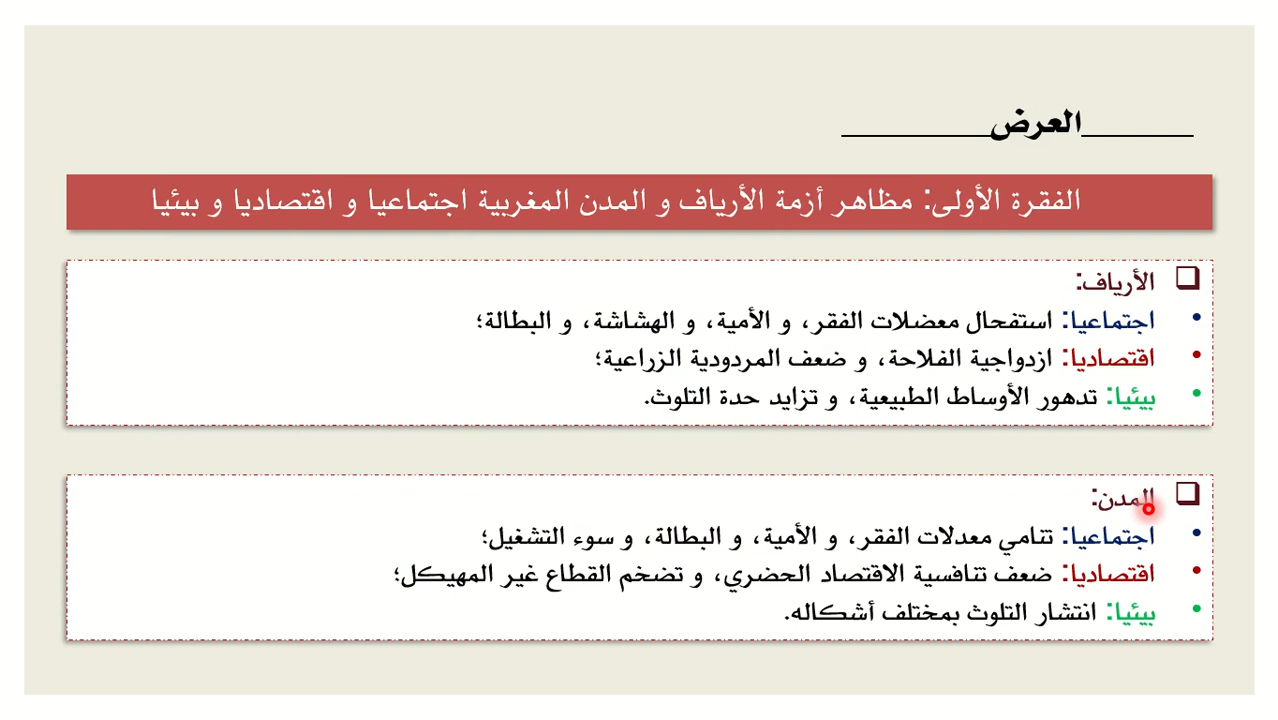 العرض
الفقرة الأولى: مظاهر أزمة الأرياف و المدن المغربية اجتماعيا و اقتصاديا و بيئيا
❑ الأرياف:
• اجتماعيا: استفحال معضلات الفقر، و الأمية، و الهشاشة، و البطالة؛
• اقتصاديا: ازدواجية الفلاحة، و ضعف المردودية الزراعية؛
• بيئيا: تدهور الأوساط الطبيعية، و تزايد حدة التلوث.
❑ المدن:
• اجتماعيا: تنامي معدلات الفقر، و الأمية، و البطالة، و سوء التشغيل؛
• اقتصاديا: ضعف تنافسية الاقتصاد الحضري، و تضخم القطاع غير المهيكل؛
• بيئيا: انتشار التلوث بمختلف أشكاله.